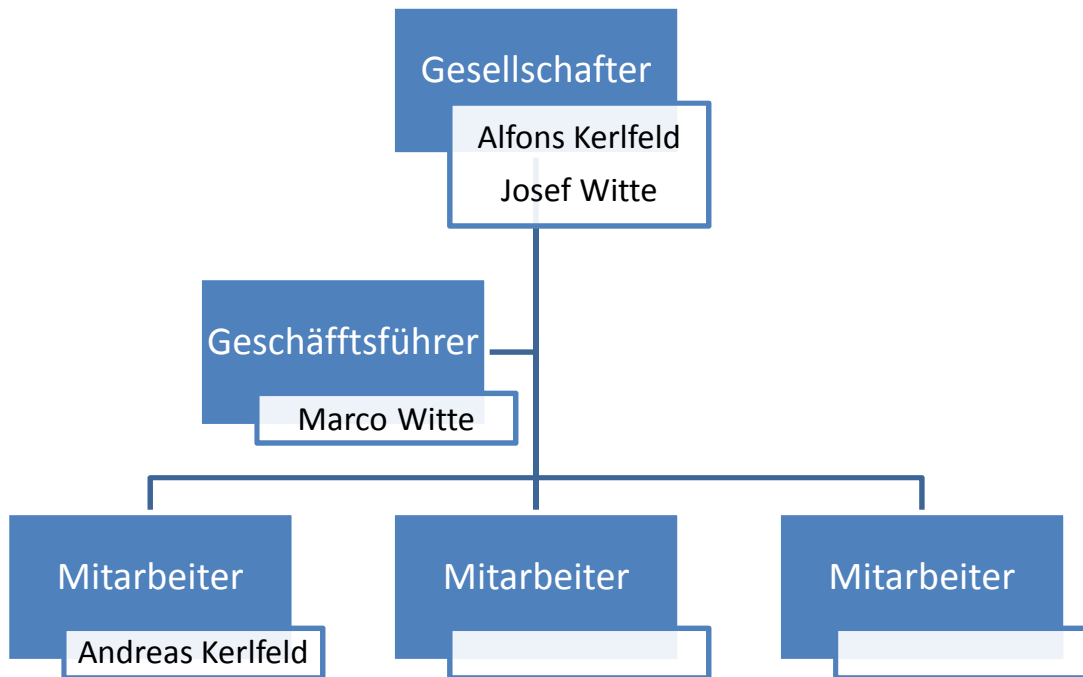 Gesellschafter
Alfons Kerlfeld
Josef Witte
Geschäfftsführer
Marco Witte
Mitarbeiter
Andreas Kerlfeld
Mitarbeiter
Mitarbeiter